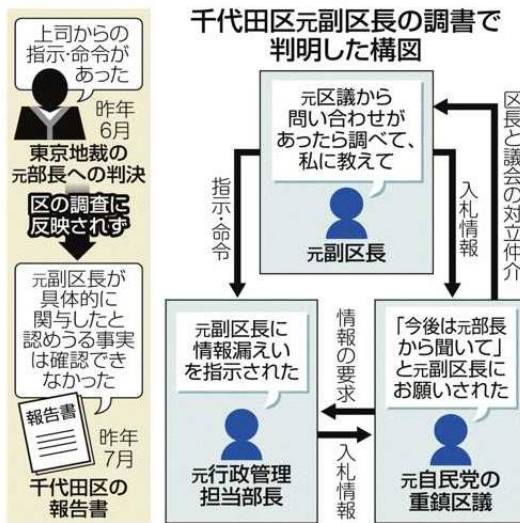 千代田区元副区長の調書で
判明した構図
上司からの
指示・命令が
あった
昨年
6月
東京地裁の
元部長への判決
区の調査に
反映されず
元副区長が
具体的に
関与したと
認めうる事実
は確認でき
なかった
報告書
昨年
7月
千代田区の
報告書
元区議から
問い合わせが
あったら調べて、
私に教えて
元副区長
指示・命令
入札情報
区長と議会の対立仲介
元副区長に
情報漏えい
を指示された
元行政管理
担当部長
情報の要求
入札情報
「今後は元部長
から聞いて」
と元副区長に
お願いされた
元自民党の
重鎮区議